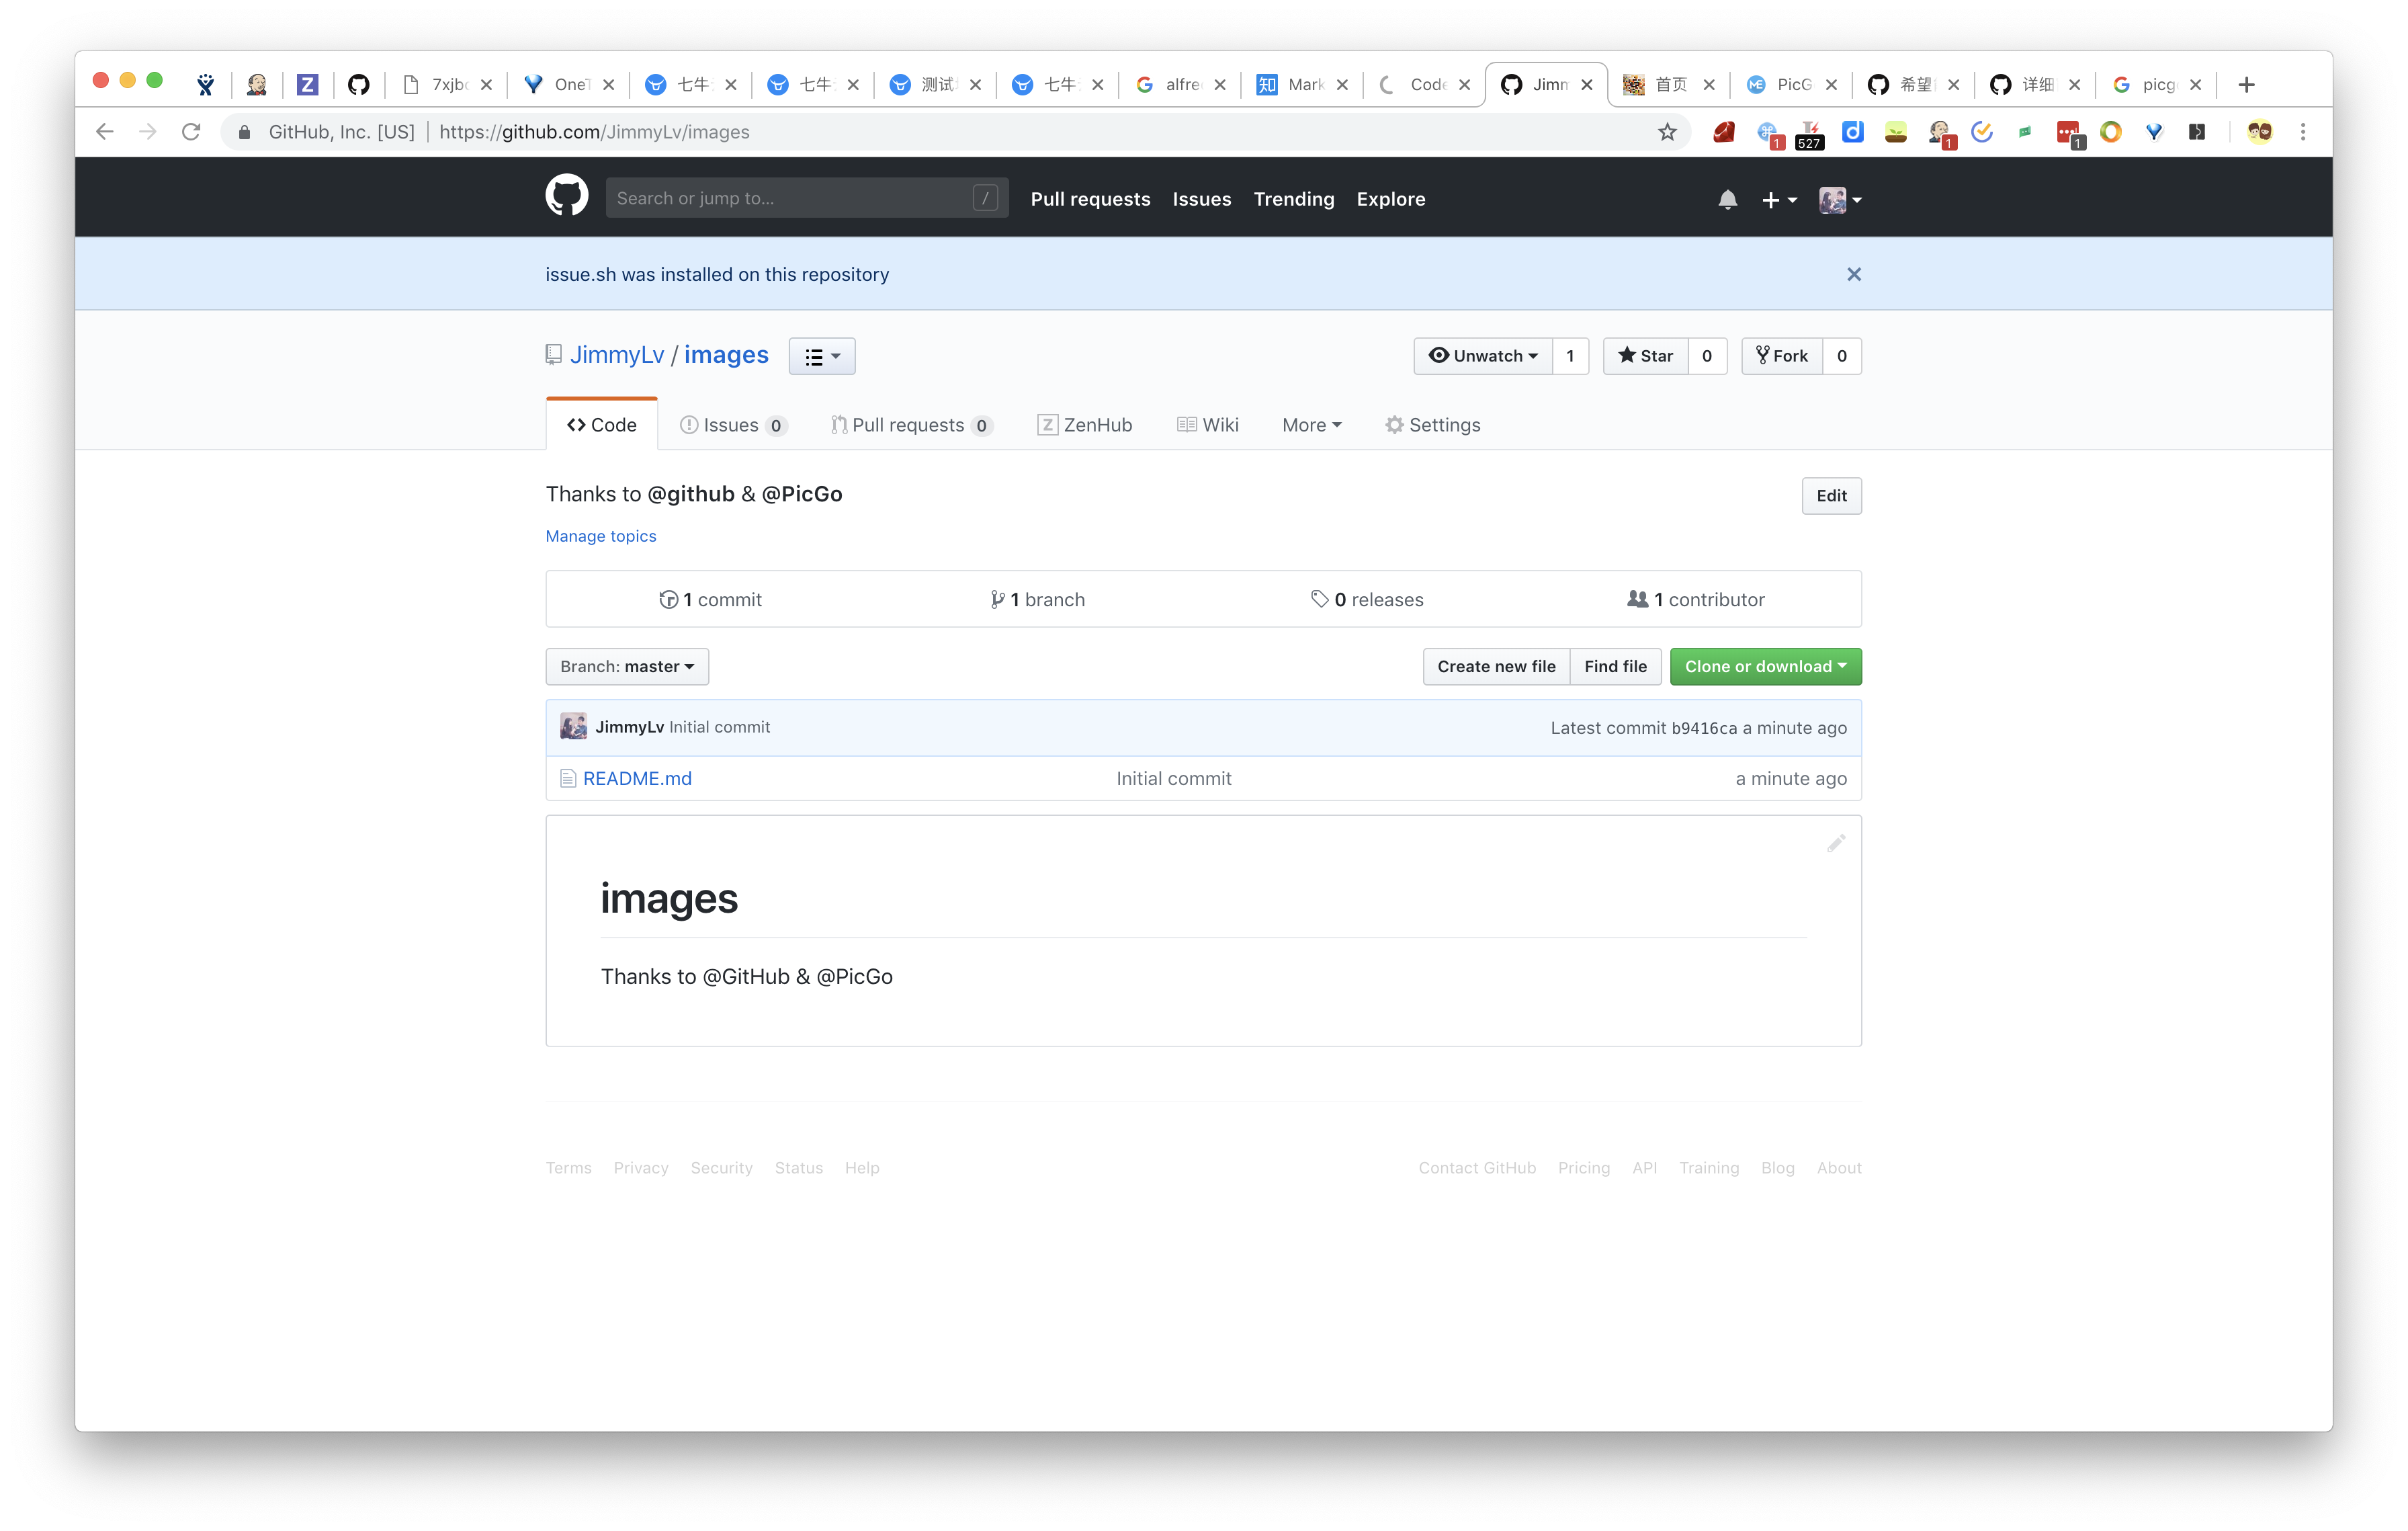 7xjb
OneT
七牛
七牛
测试
七牛
alfre
知 Mark
Code
Jimm
首页
PicG
希望
详细
picg
GitHub, Inc. [US] | https://github.com/JimmyLv/images
1 527 1 1
Search or jump to... / Pull requests Issues Trending Explore
issue.sh was installed on this repository
JimmyLv / images Unwatch 1 Star 0 Fork 0
Code Issues 0 Pull requests 0 ZenHub Wiki More Settings
Thanks to @github & @PicGo Edit
Manage topics
1 commit 1 branch 0 releases 1 contributor
Branch: master Create new file Find file Clone or download
JimmyLv Initial commit Latest commit b9416ca a minute ago
README.md Initial commit a minute ago
images
Thanks to @GitHub & @PicGo
Terms Privacy Security Status Help Contact GitHub Pricing API Training Blog About